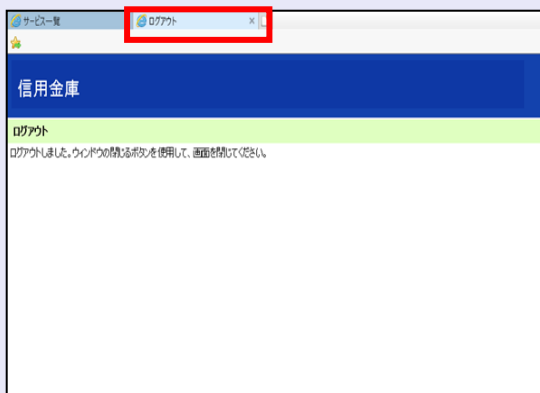 サービス一覧
ログアウト
信用金庫
ログアウト
ログアウトしました。ウィンドウの閉じるボタンを使用して、画面を閉じてください。